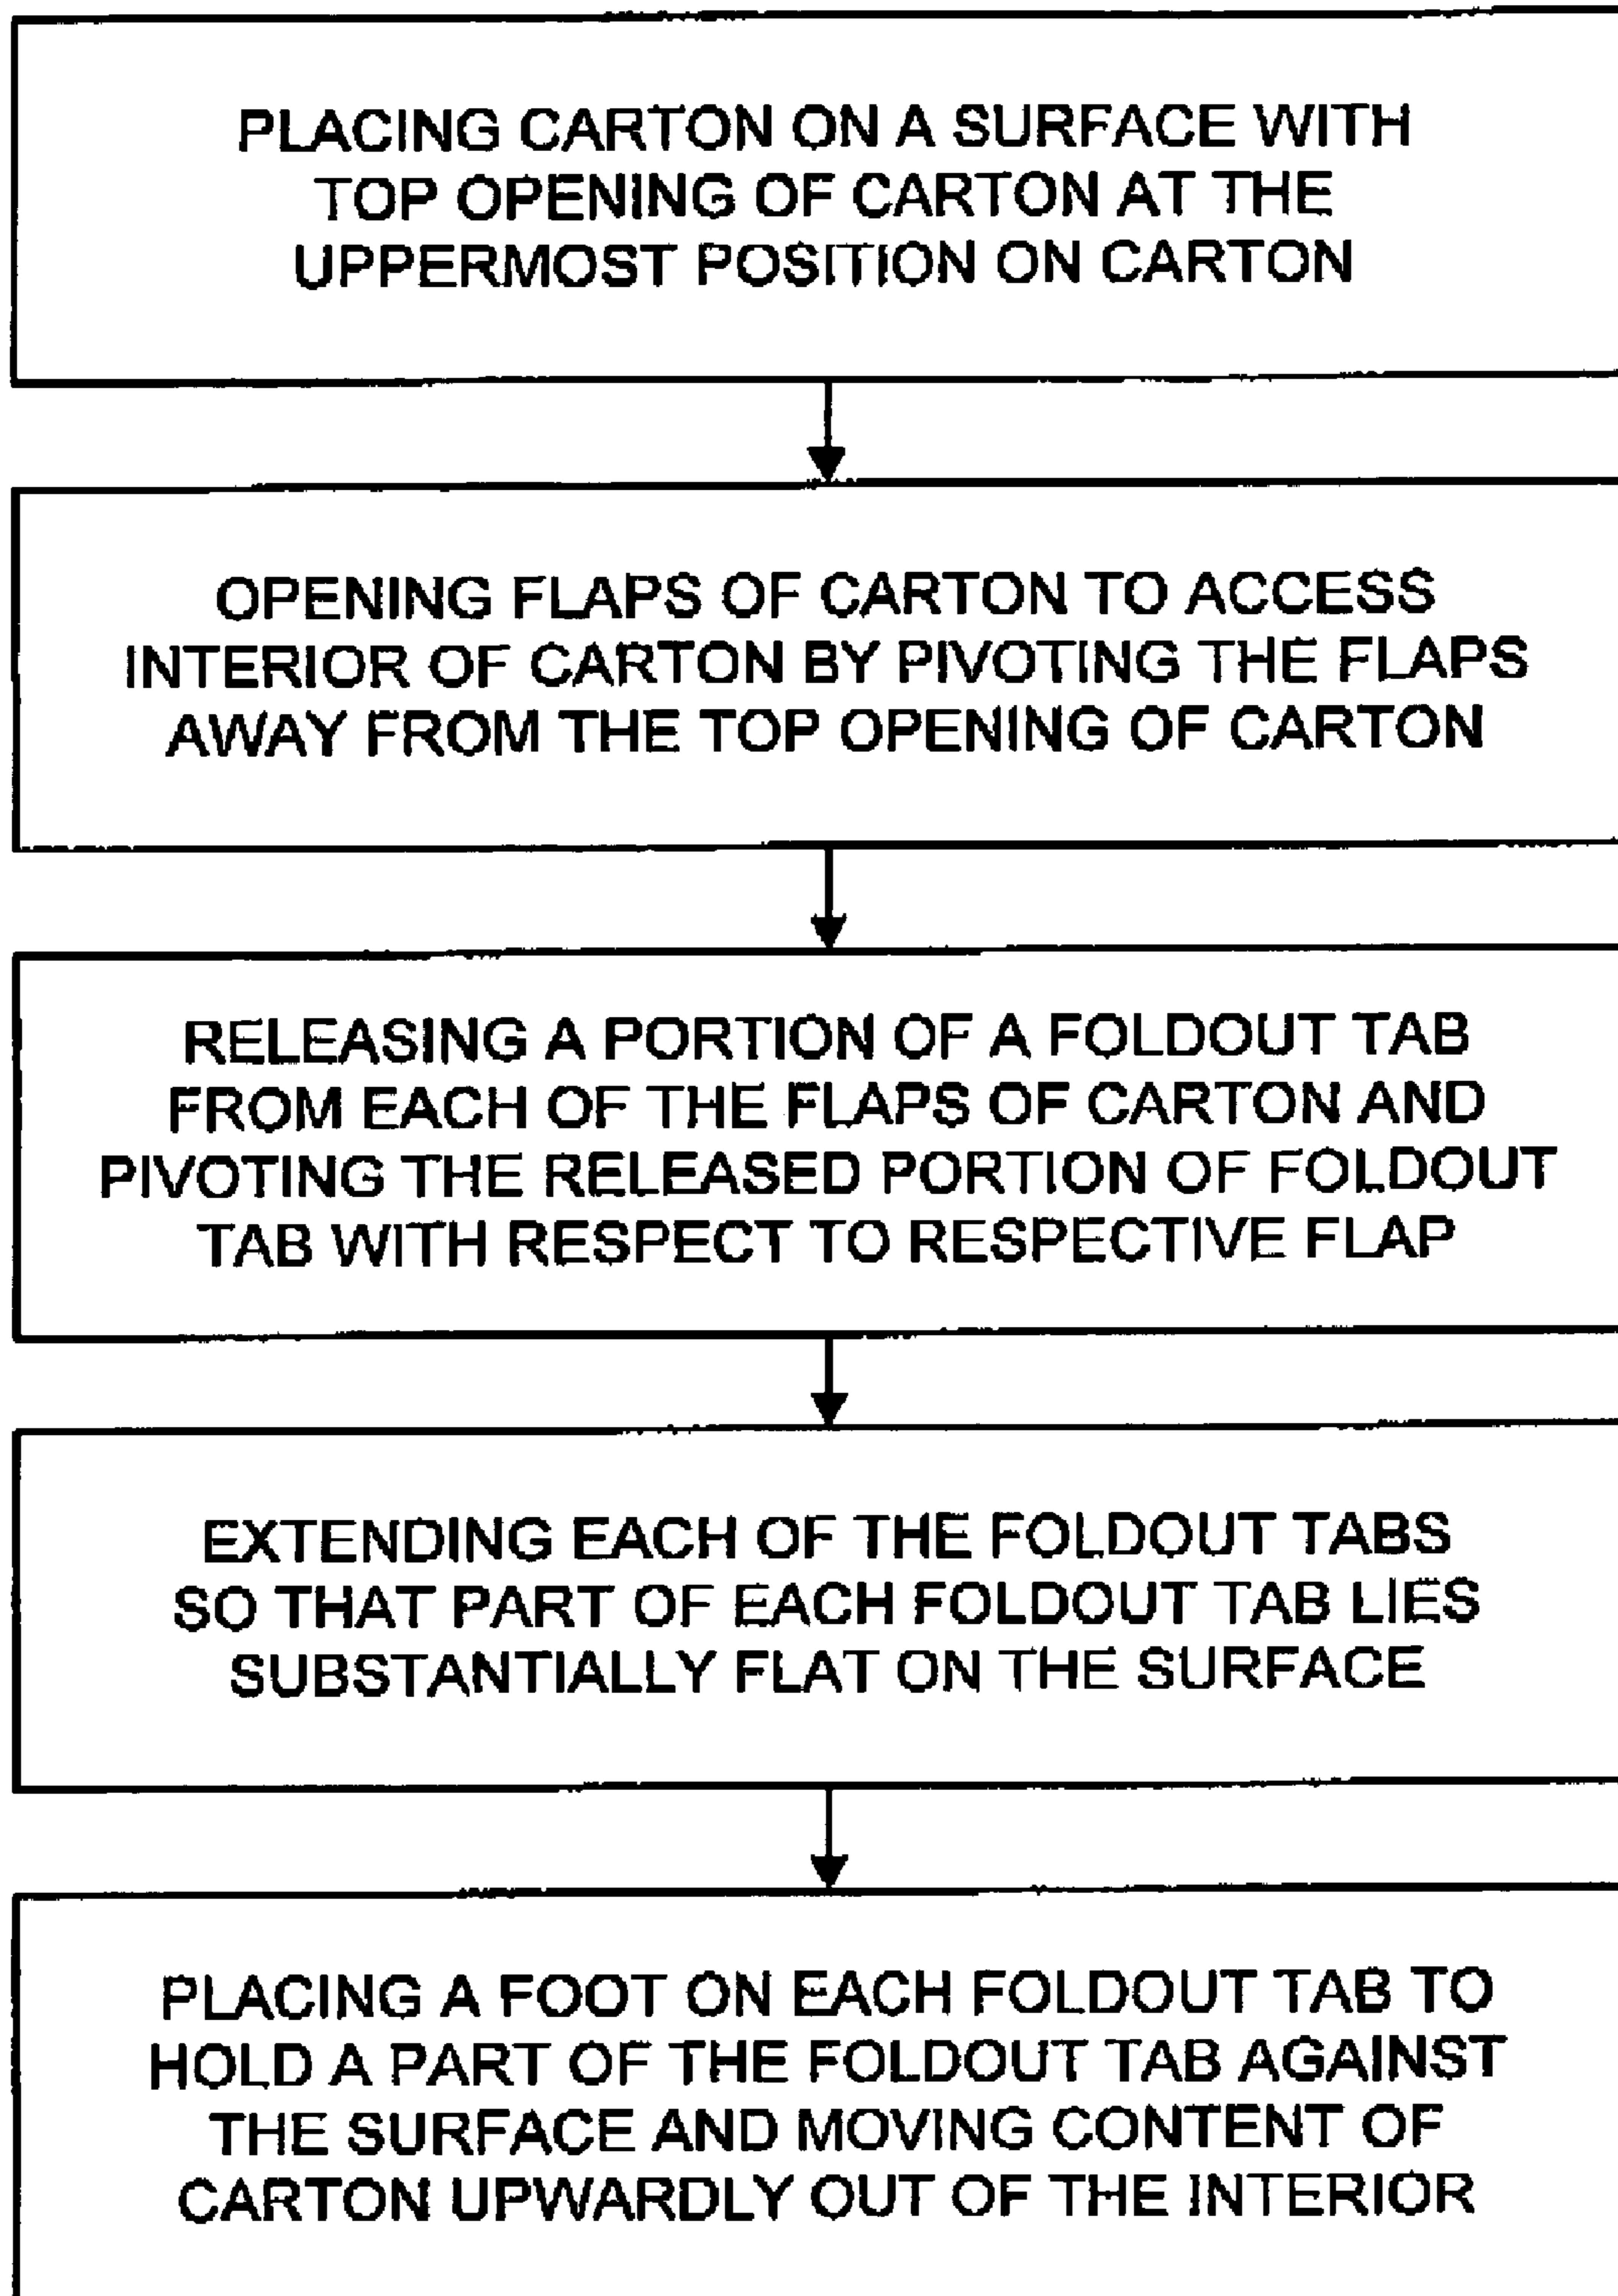 PLACING CARTON ON A SURFACE WITH
TOP OPENING OF CARTON AT THE
UPPERMOST POSITION ON CARTON
OPENING FLAPS OF CARTON TO ACCESS
INTERIOR OF CARTON BY PIVOTING THE FLAPS
AWAY FROM THE TOP OPENING OF CARTON
RELEASING A PORTION OF A FOLDOUT TAB
FROM EACH OF THE FLAPS OF CARTON AND
PIVOTING THE RELEASED PORTION OF FOLDOUT
TAB WITH RESPECT TO RESPECTIVE FLAP
EXTENDING EACH OF THE FOLDOUT TABS
SO THAT PART OF EACH FOLDOUT TAB LIES
SUBSTANTIALLY FLAT ON THE SURFACE
PLACING A FOOT ON EACH FOLDOUT TAB TO
HOLD A PART OF THE FOLDOUT TAB AGAINST
THE SURFACE AND MOVING CONTENT OF
CARTON UPWARDLY OUT OF THE INTERIOR